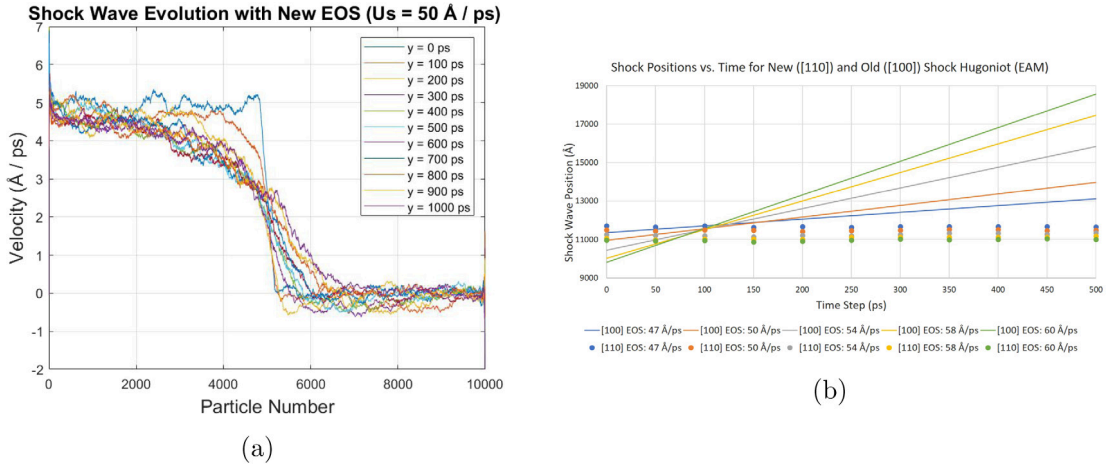 Shock Wave Evolution with New EOS (Us = 50 Å / ps)
7
6
5
4
3
2
1
0
-1
-2
Velocity (Å / ps)
y = 0 ps
y = 100 ps
y = 200 ps
y = 300 ps
y = 400 ps
y = 500 ps
y = 600 ps
y = 700 ps
y = 800 ps
y = 900 ps
y = 1000 ps
0 2000 4000 6000 8000 10000
Particle Number
(a)
Shock Positions vs. Time for New ([110]) and Old ([100]) Shock Hugoniot (EAM)
19000
17000
15000
13000
11000
9000
Shock Wave Position (Å)
0 50 100 150 200 250 300 350 400 450 500
Time Step (ps)
[100] EOS: 47 Å/ps [100] EOS: 50 Å/ps [100] EOS: 54 Å/ps [100] EOS: 58 Å/ps [100] EOS: 60 Å/ps
[110] EOS: 47 Å/ps [110] EOS: 50 Å/ps [110] EOS: 54 Å/ps [110] EOS: 58 Å/ps [110] EOS: 60 Å/ps
(b)